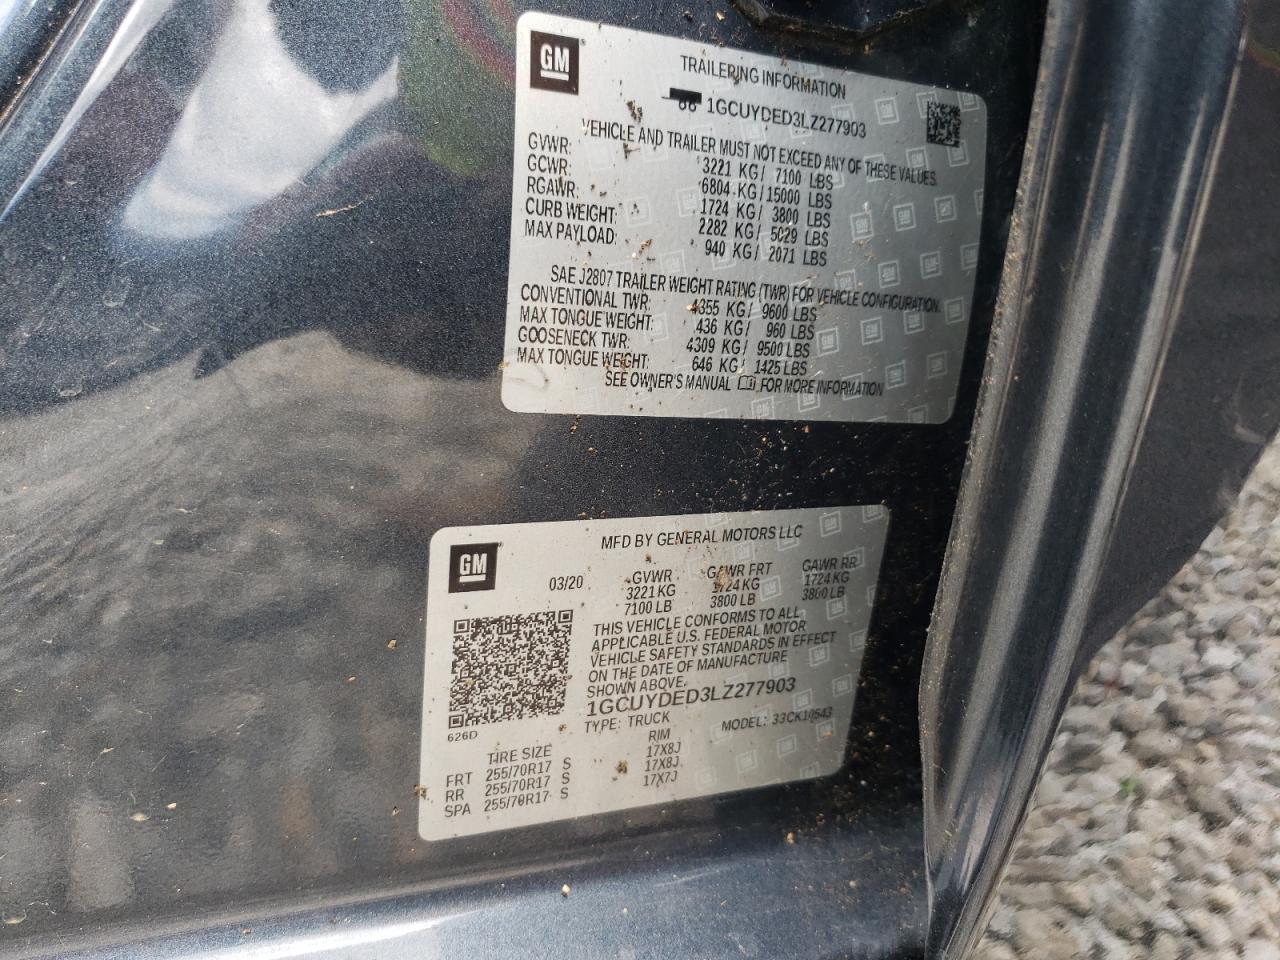 GM
TRAILERING INFORMATION
1GCUYDED3LZ277903
VEHICLE AND TRAILER MUST NOT EXCEED ANY OF THESE VALUES.
GVWR: 3221 KG/ 7100 LBS
GCWR: 6804 KG/ 15000 LBS
RGAWR: 1724 KG/ 3800 LBS
CURB WEIGHT: 2282 KG/ 5029 LBS
MAX PAYLOAD: 940 KG/ 2071 LBS
SAE J2807 TRAILER WEIGHT RATING (TWR) FOR VEHICLE CONFIGURATION.
CONVENTIONAL TWR: 4355 KG/ 9600 LBS
MAX TONGUE WEIGHT: 436 KG/ 960 LBS
GOOSENECK TWR: 4309 KG/ 9500 LBS
MAX TONGUE WEIGHT: 646 KG/ 1425 LBS
SEE OWNER'S MANUAL FOR MORE INFORMATION
GM
MFD BY GENERAL MOTORS LLC
03/20 GVWR GAWR FRT GAWR RR
3221 KG 1724 KG 1724 KG
7100 LB 3800 LB 3800 LB
THIS VEHICLE CONFORMS TO ALL
APPLICABLE U.S. FEDERAL MOTOR
VEHICLE SAFETY STANDARDS IN EFFECT
ON THE DATE OF MANUFACTURE
SHOWN ABOVE.
1GCUYDED3LZ277903
626D TYPE: TRUCK MODEL: 33CK10543
TIRE SIZE RIM
FRT 255/70R17 S 17X8J
RR 255/70R17 S 17X8J
SPA 255/70R17 S 17X7J